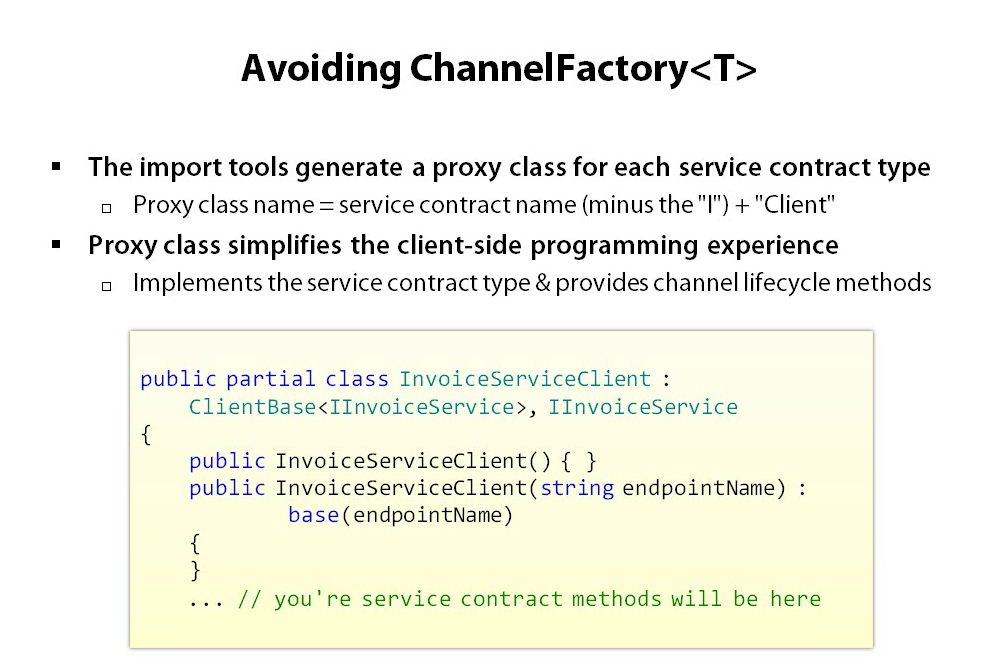 Avoiding ChannelFactory<T>
▪ The import tools generate a proxy class for each service contract type
▫ Proxy class name = service contract name (minus the "I") + "Client"
▪ Proxy class simplifies the client-side programming experience
▫ Implements the service contract type & provides channel lifecycle methods
public partial class InvoiceServiceClient :
ClientBase<IInvoiceService>, IInvoiceService
{
public InvoiceServiceClient() { }
public InvoiceServiceClient(string endpointName) :
base(endpointName)
{
}
... // you're service contract methods will be here